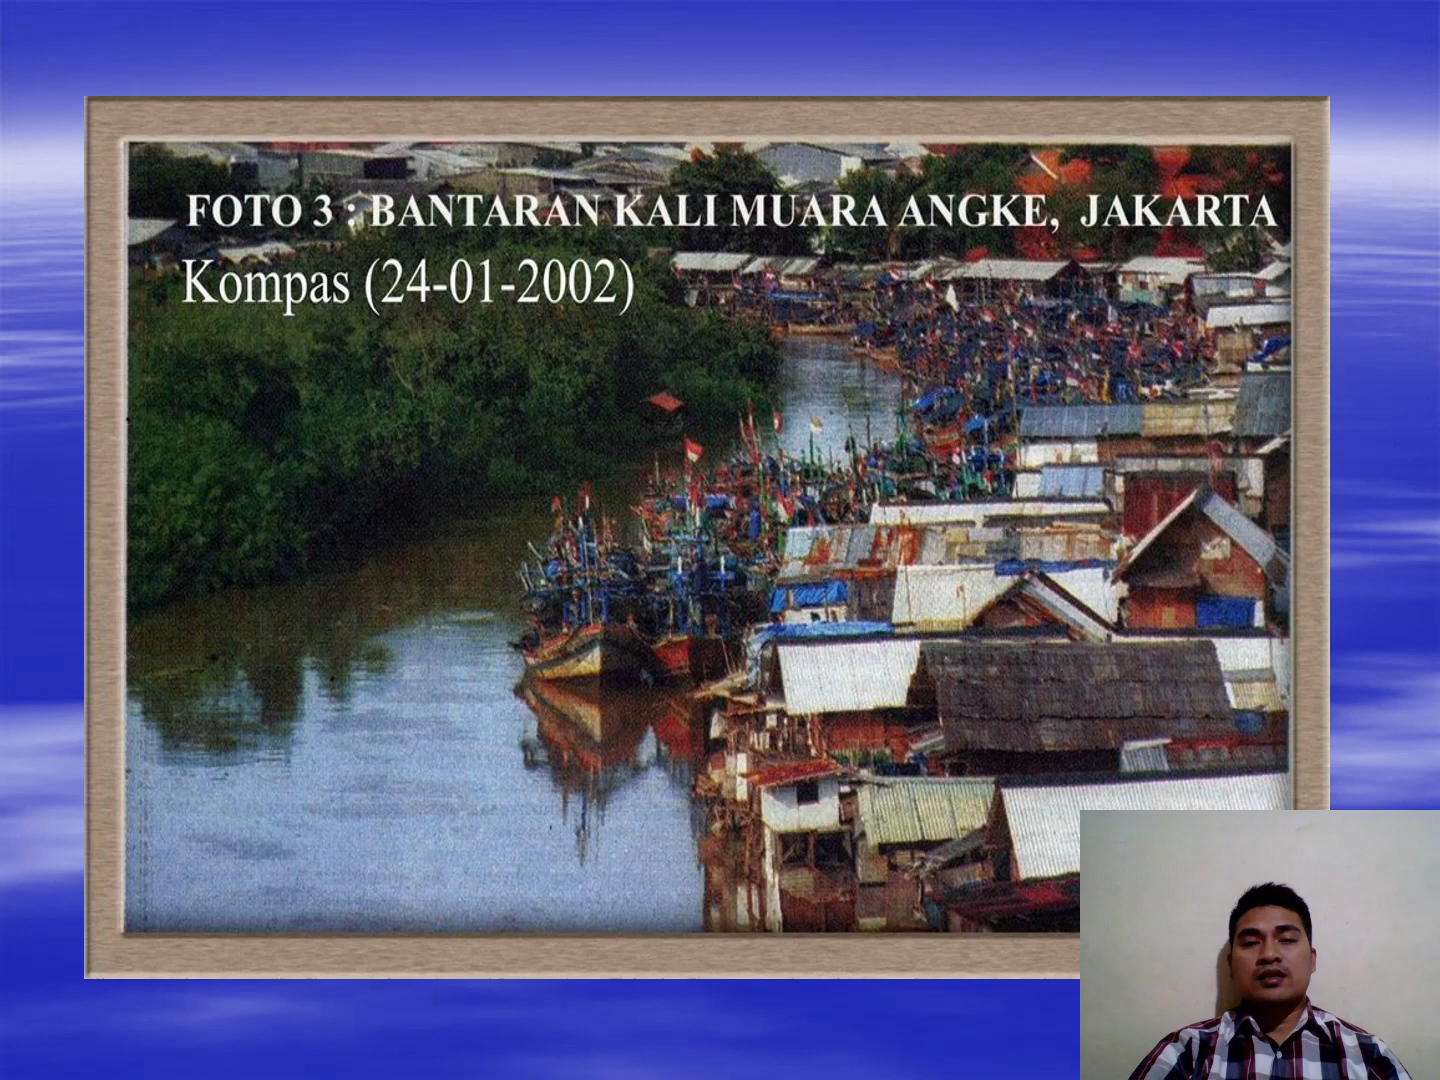 FOTO 3 : BANTARAN KALI MUARA ANGKE, JAKARTA
Kompas (24-01-2002)